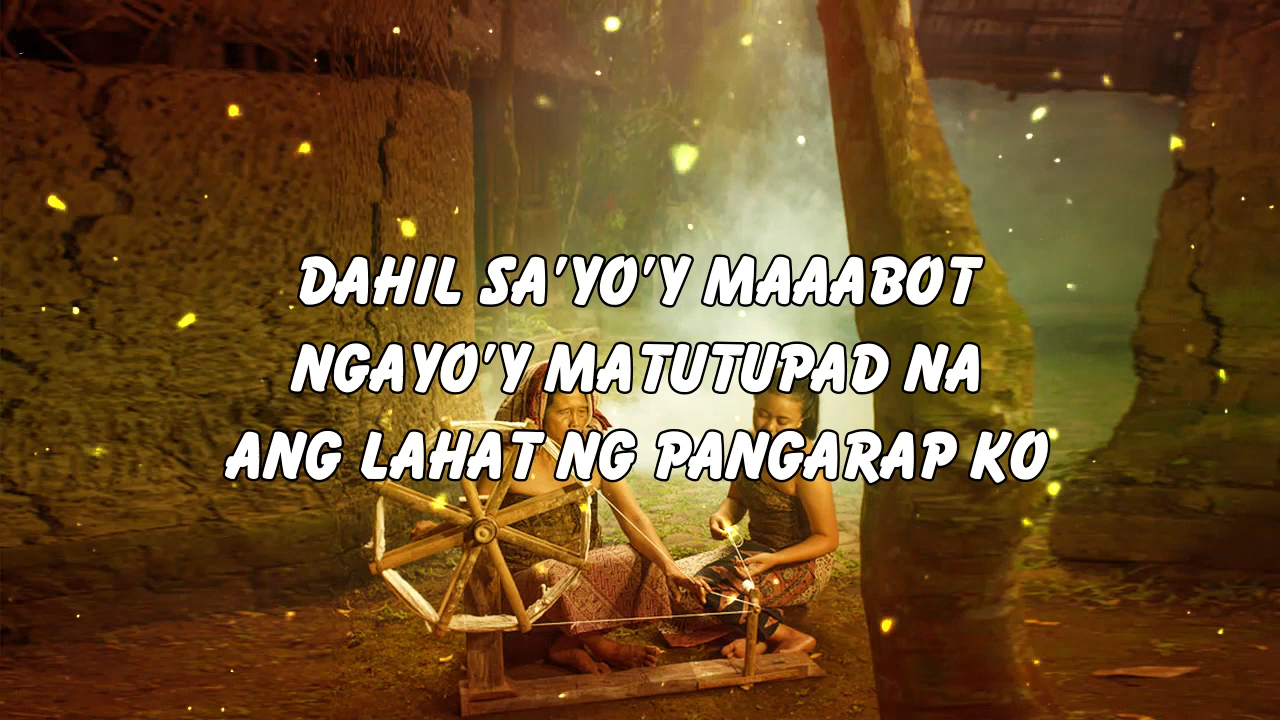 DAHIL SA'YO'Y MAAABOT
NGAYO'Y MATUTUPAD NA
ANG LAHAT NG PANGARAP KO